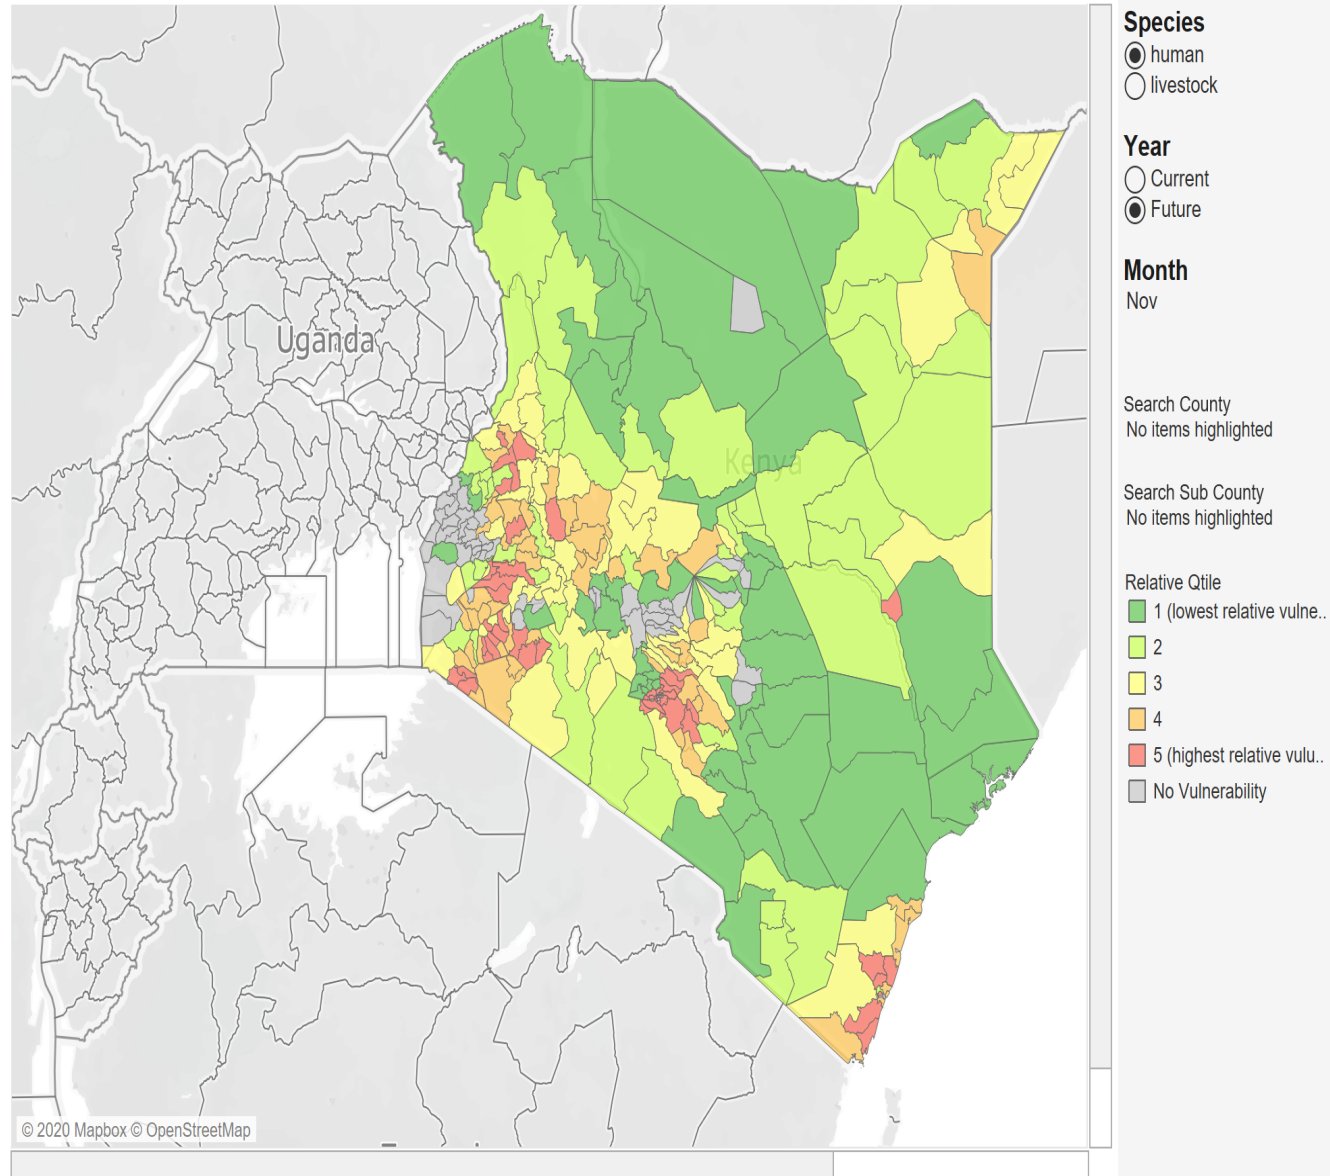 Species
human
livestock
Year
Current
Future
Month
Nov
Search County
No items highlighted
Search Sub County
No items highlighted
Relative Qtile
1 (lowest relative vulne..
2
3
4
5 (highest relative vulu..
No Vulnerability
Uganda
Kenya
© 2020 Mapbox © OpenStreetMap